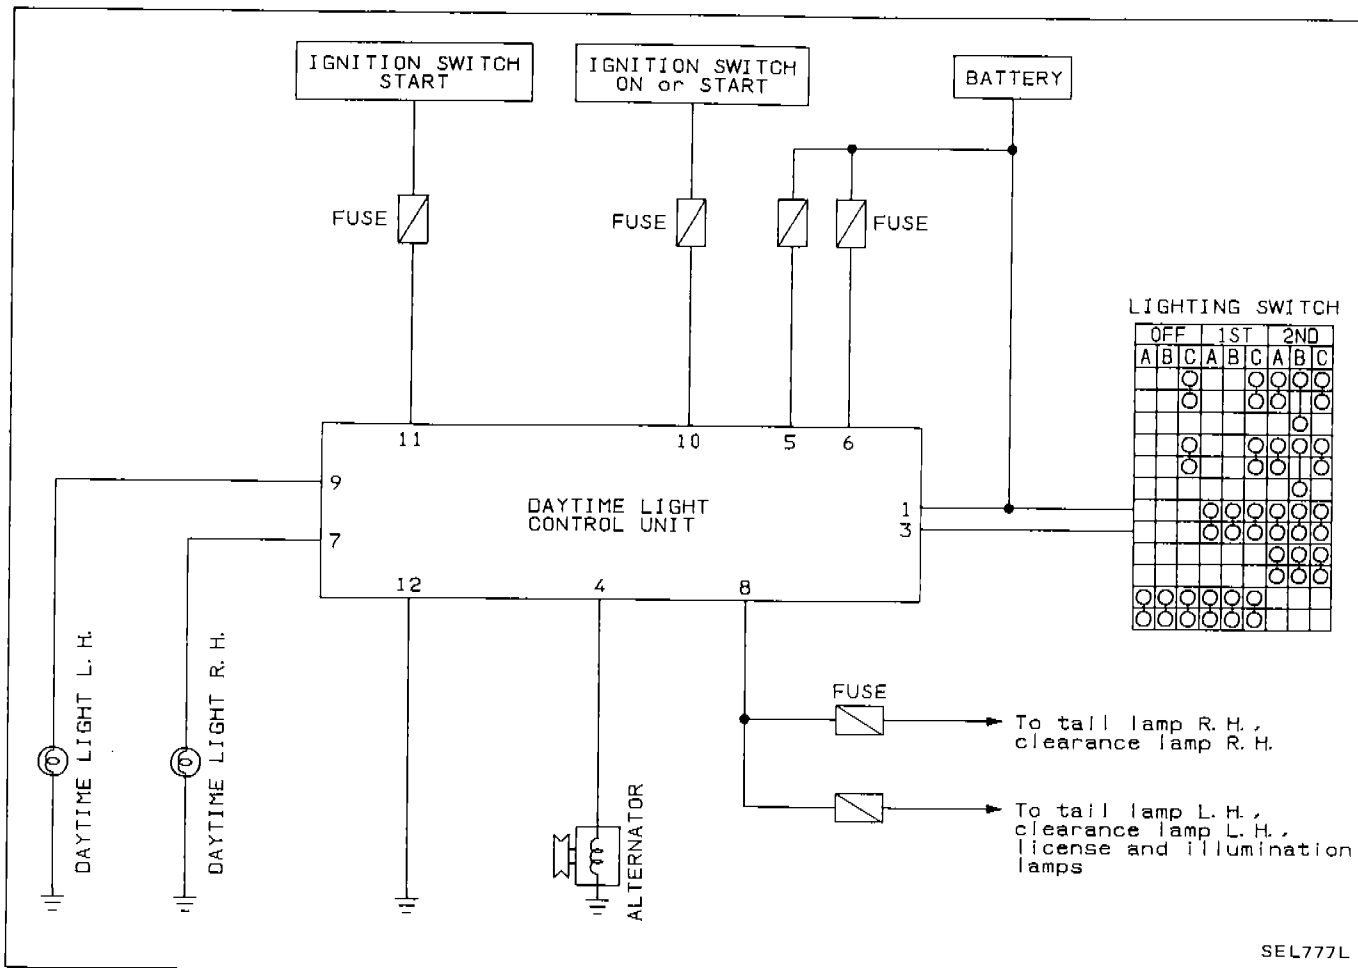 IGNITION SWITCH
START
IGNITION SWITCH
ON or START
BATTERY
FUSE
FUSE
FUSE
LIGHTING SWITCH
OFF 1ST 2ND
A B C A B C A B C
11
10
5
6
9
7
DAYTIME LIGHT
CONTROL UNIT
1
3
12
4
8
DAYTIME LIGHT L.H.
DAYTIME LIGHT R.H.
ALTERNATOR
FUSE
To tail lamp R.H.,
clearance lamp R.H.
To tail lamp L.H.,
clearance lamp L.H.,
license and illumination
lamps
SEL777L